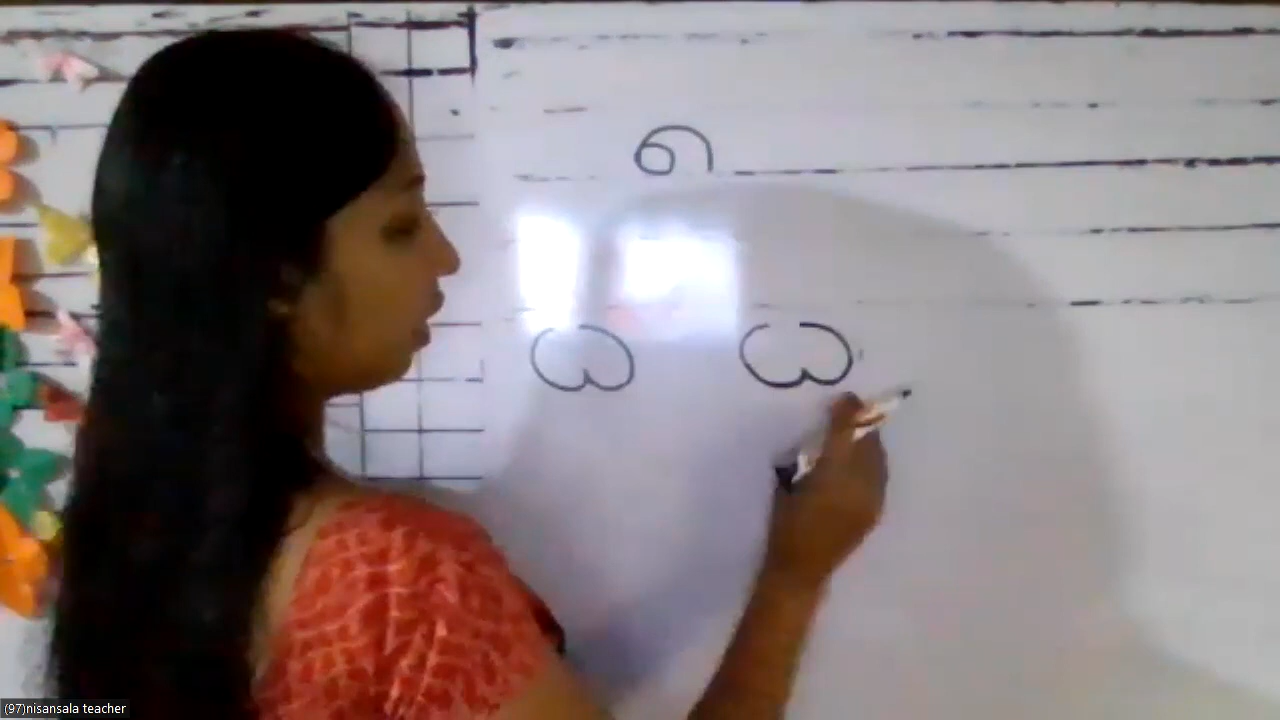 ෙ
ය ය
(97)nisansala teacher